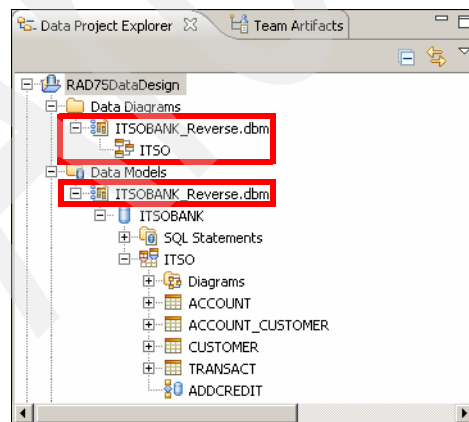 Data Project Explorer Team Artifacts
RAD75DataDesign
Data Diagrams
ITSOBANK_Reverse.dbm
ITSO
Data Models
ITSOBANK_Reverse.dbm
ITSOBANK
SQL Statements
ITSO
Diagrams
ACCOUNT
ACCOUNT_CUSTOMER
CUSTOMER
TRANSACT
ADDCREDIT